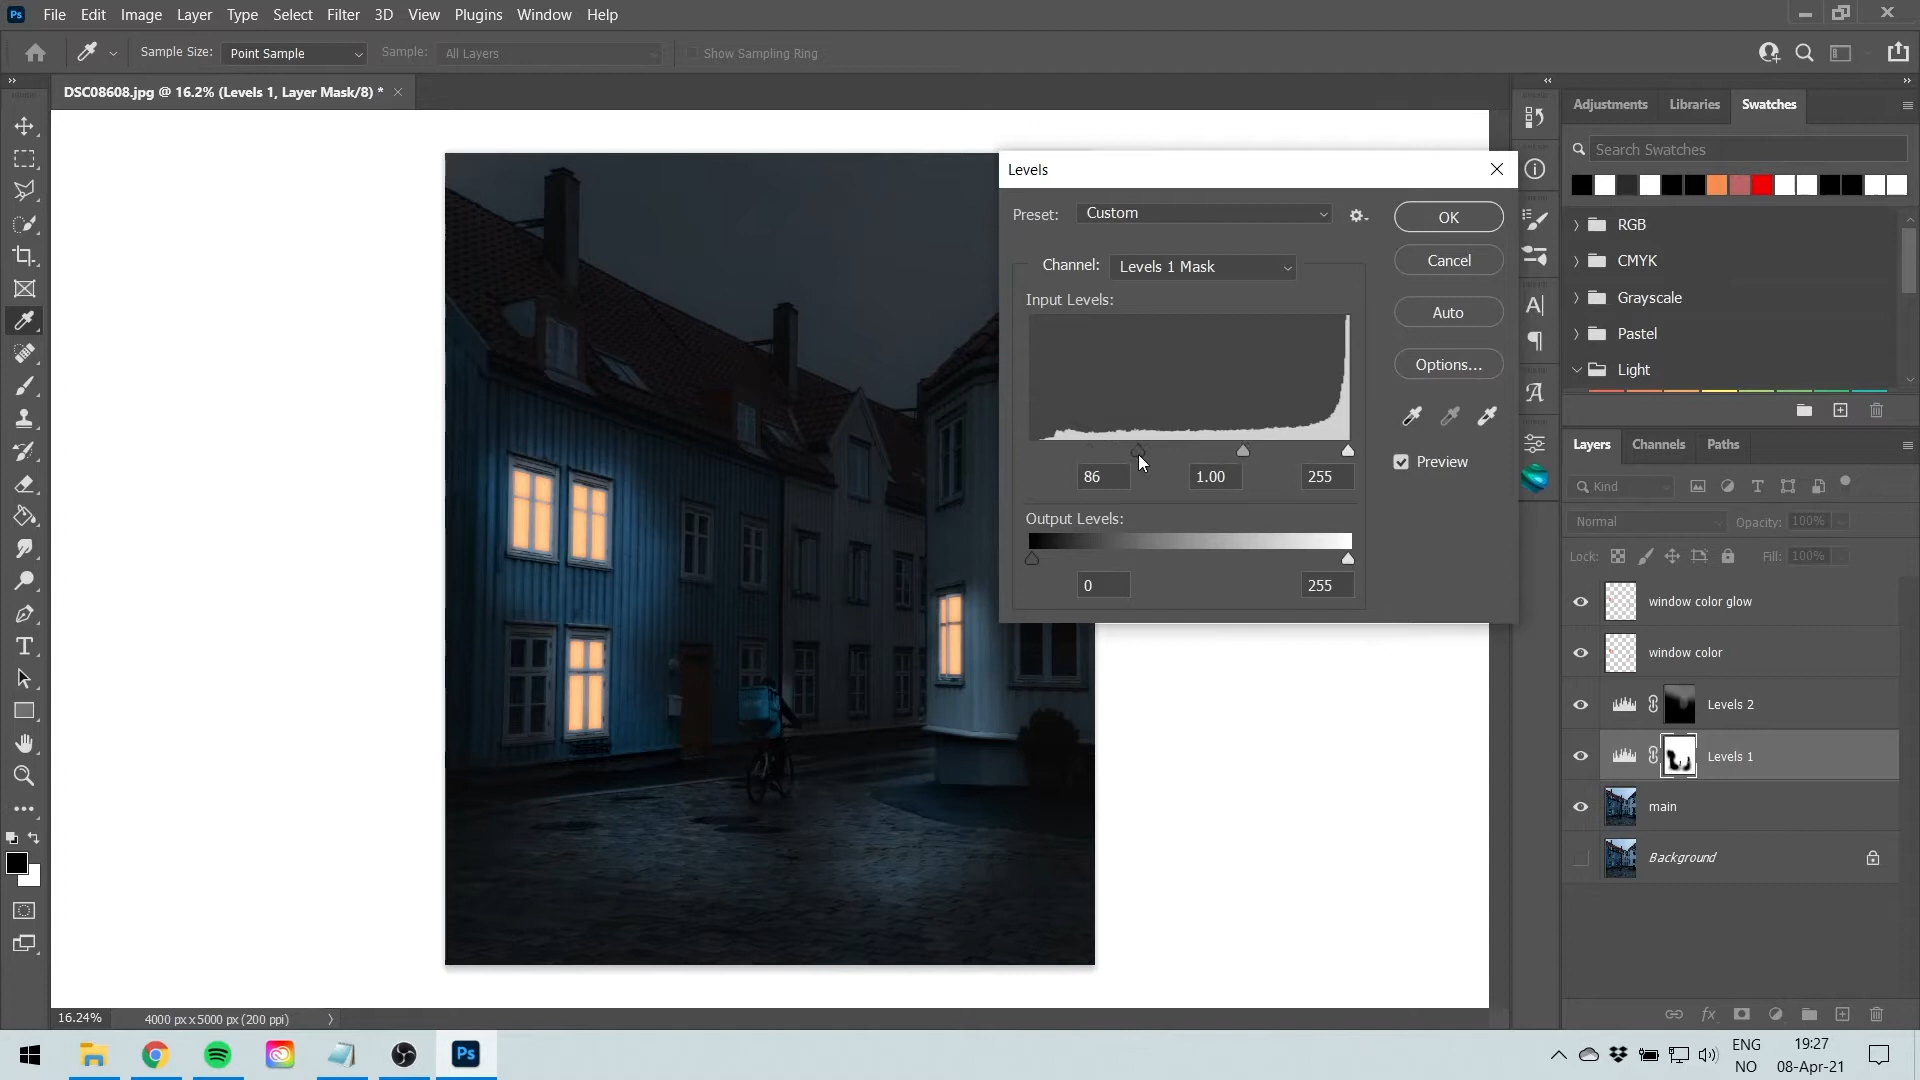 Ps File Edit Image Layer Type Select Filter 3D View Plugins Window Help
Sample Size: Point Sample Sample: All Layers Show Sampling Ring
DSC08608.jpg @ 16.2% (Levels 1, Layer Mask/8) *
Levels
Preset: Custom
OK
Channel: Levels 1 Mask
Cancel
Input Levels:
Auto
Options...
Preview
86 1.00 255
Output Levels:
0 255
Adjustments Libraries Swatches
Search Swatches
RGB
CMYK
Grayscale
Pastel
Light
Layers Channels Paths
Kind
Normal Opacity: 100%
Lock: Fill: 100%
window color glow
window color
Levels 2
Levels 1
main
Background
16.24% 4000 px x 5000 px (200 ppi)
Ps
ENG
NO
19:27
08-Apr-21